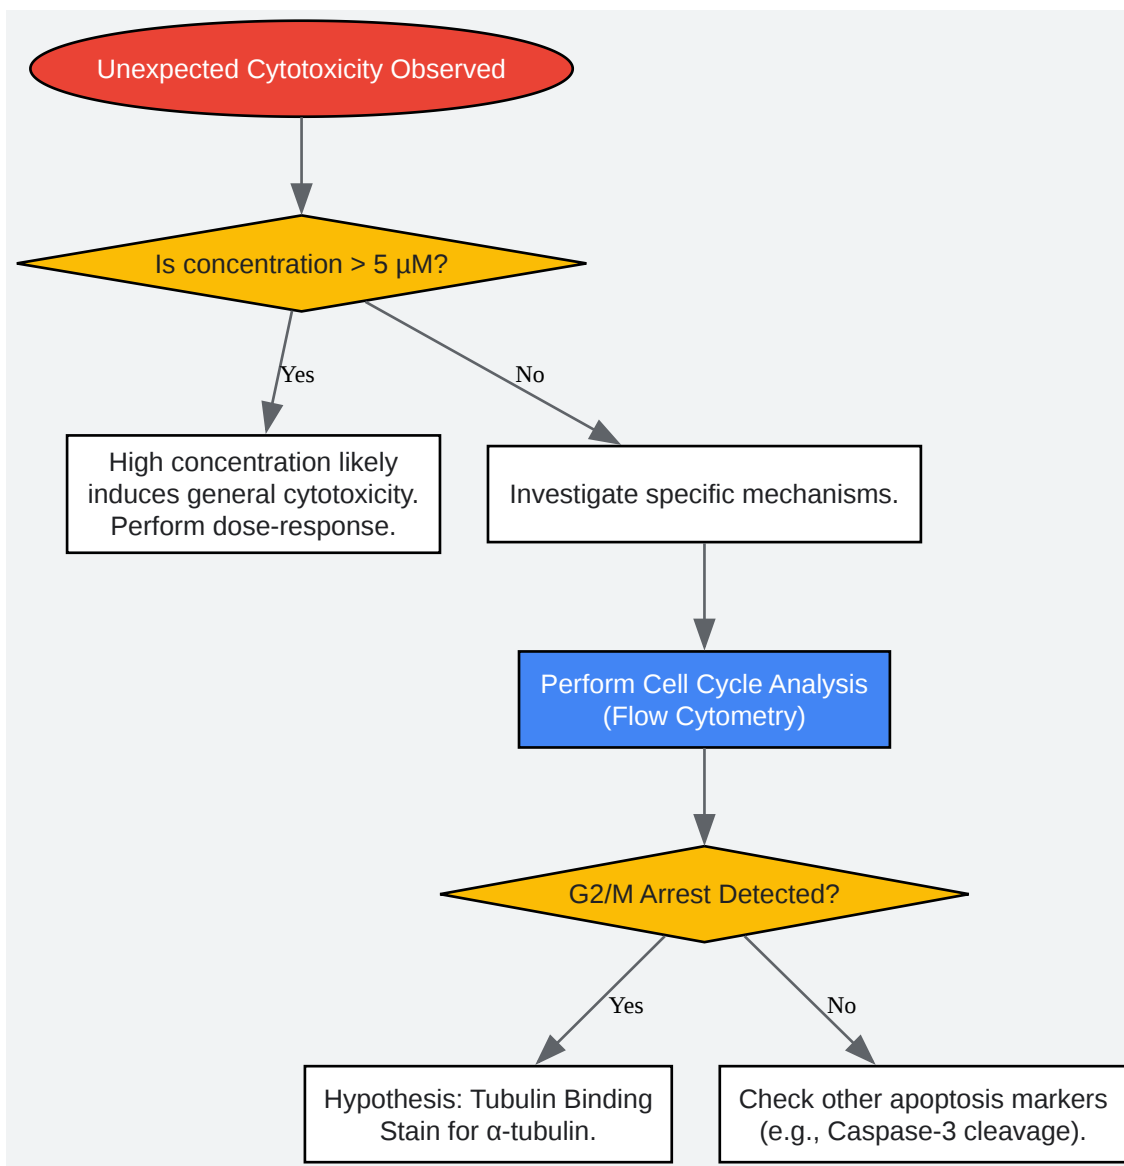 Unexpected Cytotoxicity Observed
Is concentration > 5 µM?
Yes
No
High concentration likely
induces general cytotoxicity.
Perform dose-response.
Investigate specific mechanisms.
Perform Cell Cycle Analysis
(Flow Cytometry)
G2/M Arrest Detected?
Yes
No
Hypothesis: Tubulin Binding
Stain for α-tubulin.
Check other apoptosis markers
(e.g., Caspase-3 cleavage).